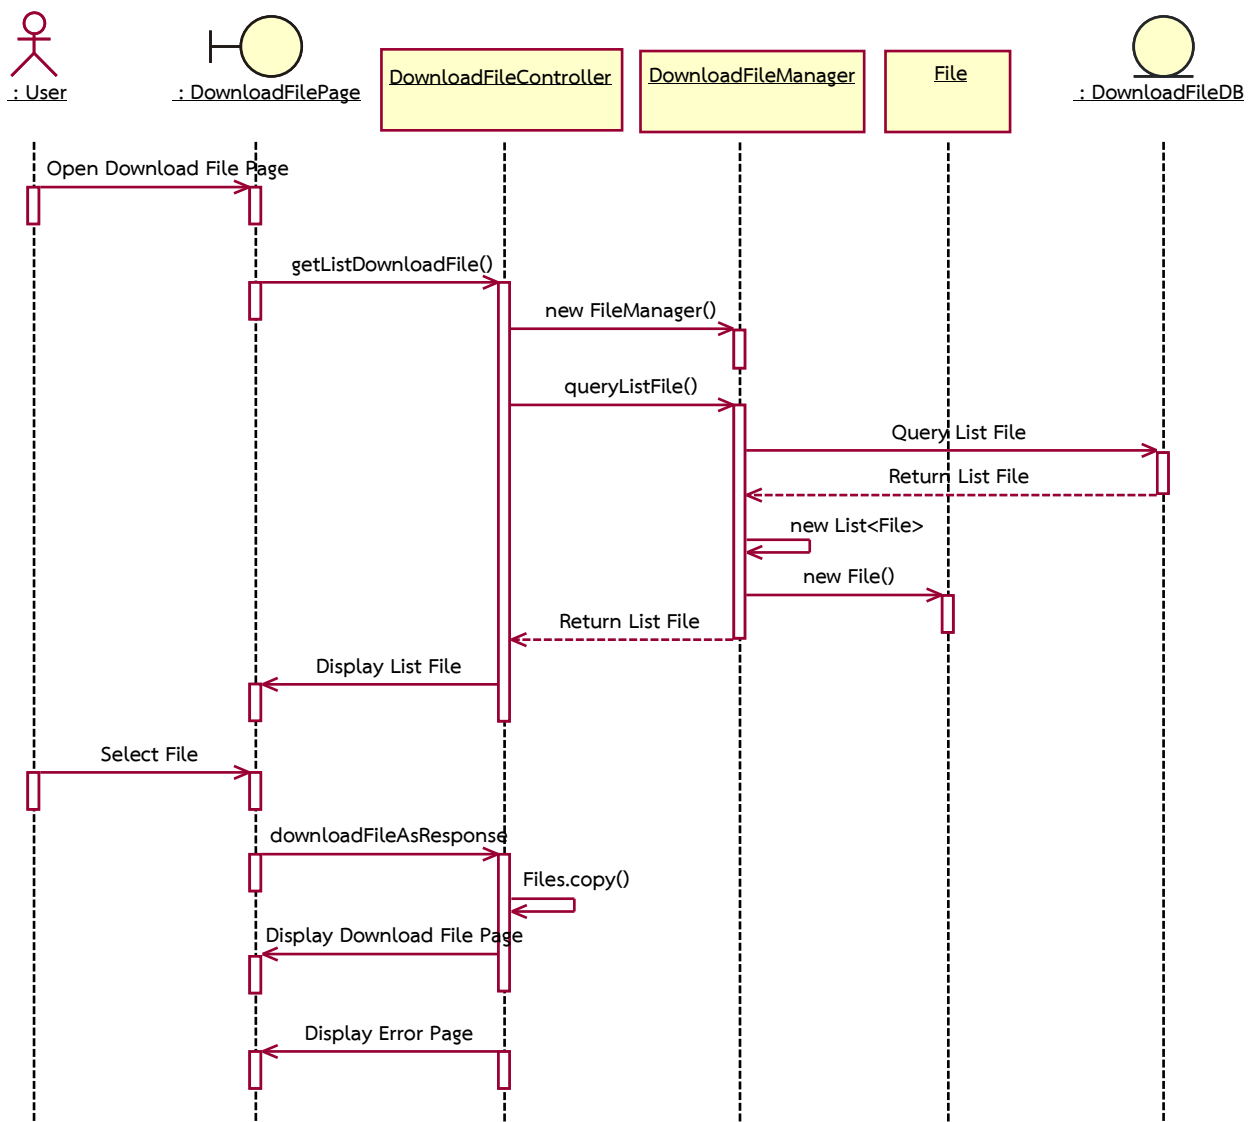 : User
: DownloadFilePage
DownloadFileController
DownloadFileManager
File
: DownloadFileDB
Open Download File Page
getListDownloadFile()
new FileManager()
queryListFile()
Query List File
Return List File
new List<File>
new File()
Return List File
Display List File
Select File
downloadFileAsResponse
Files.copy()
Display Download File Page
Display Error Page